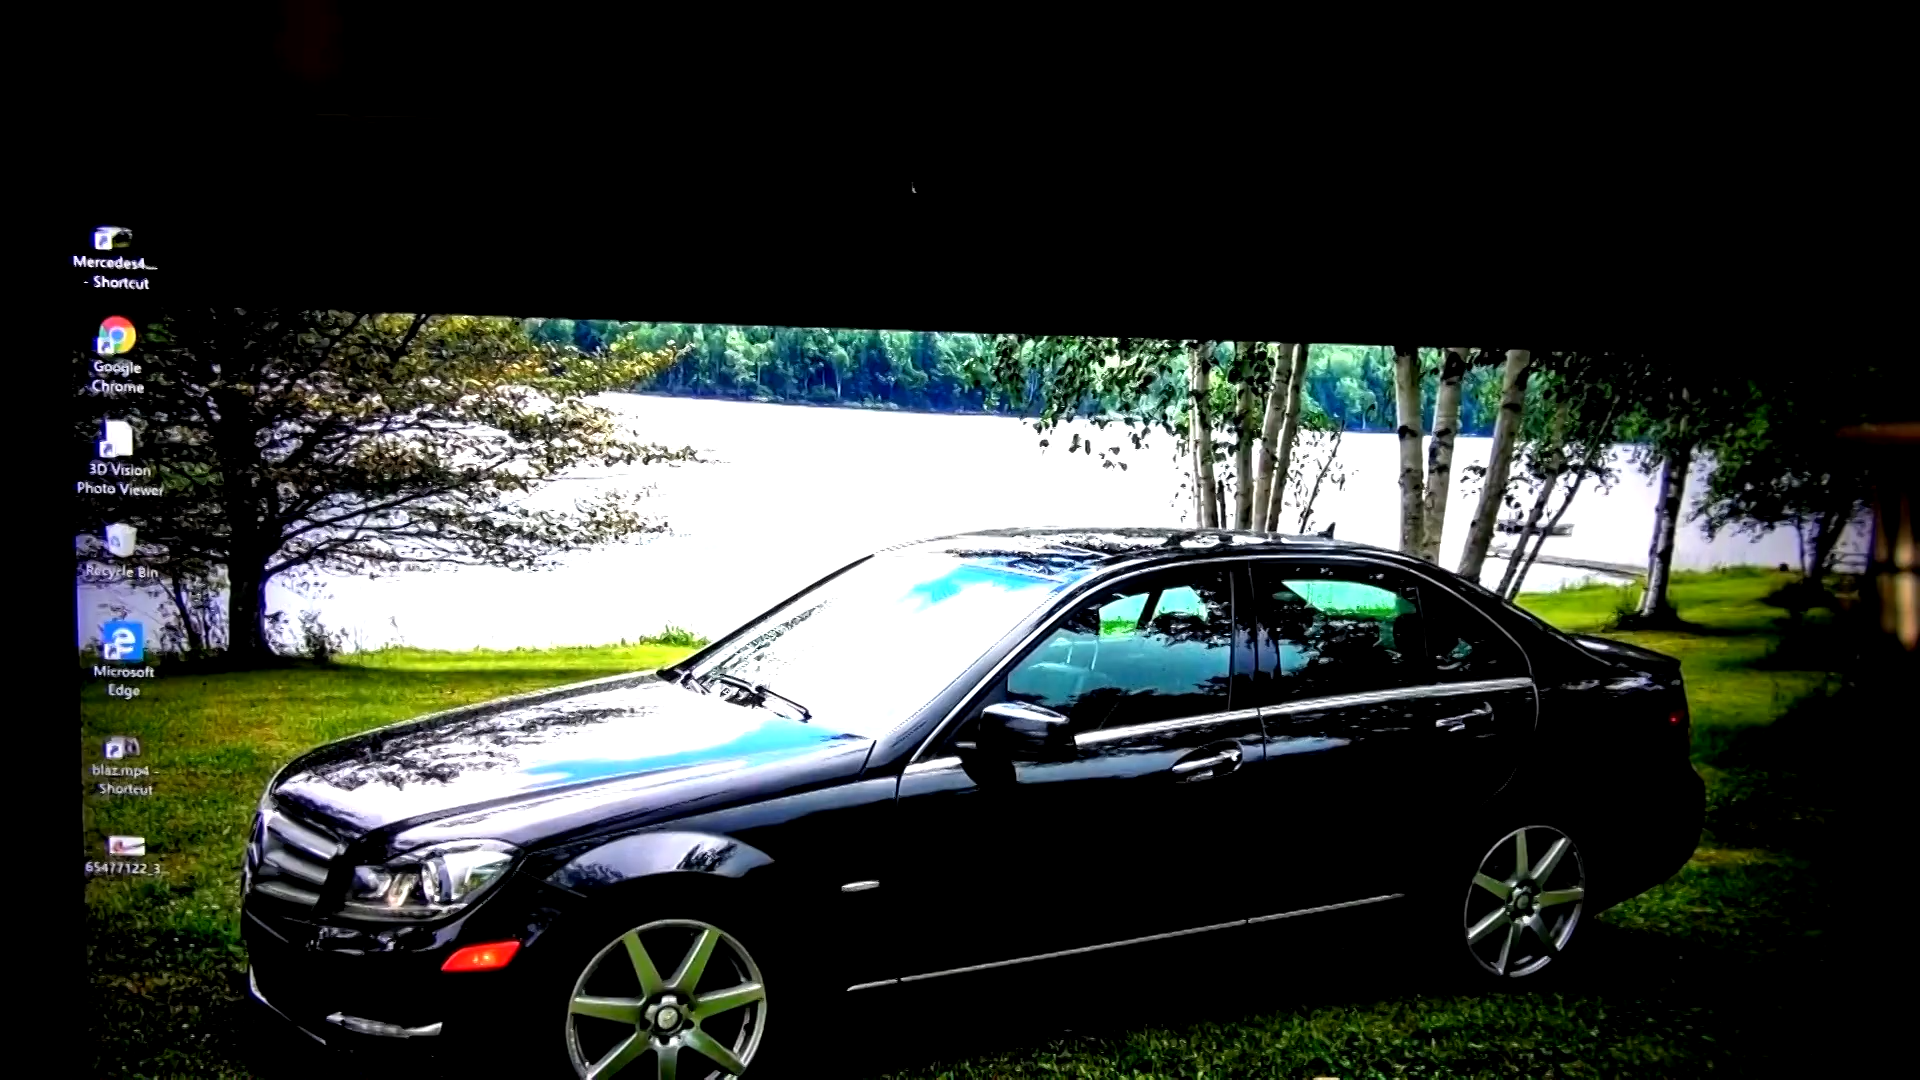 Mercedes4...
- Shortcut
Google
Chrome
3D Vision
Photo Viewer
Recycle Bin
Microsoft
Edge
blaz.mp4 -
Shortcut
65477122_3...